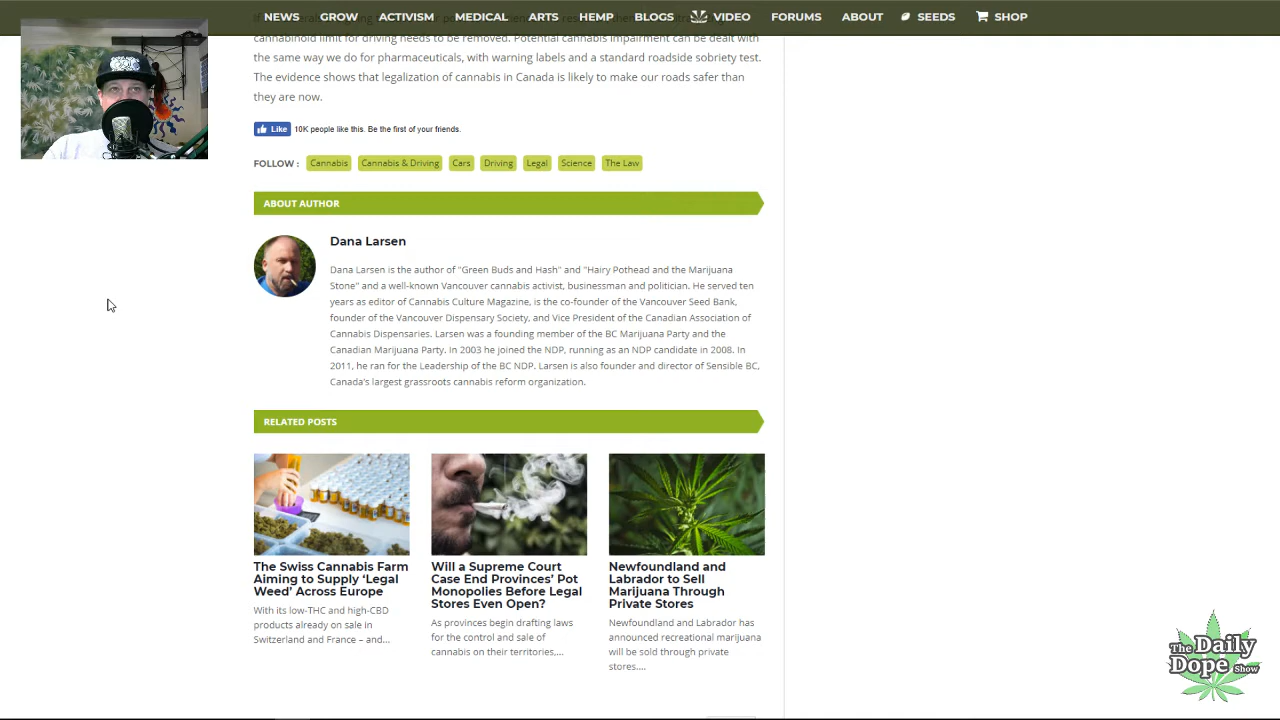 NEWS GROW ACTIVISM MEDICAL ARTS HEMP BLOGS VIDEO FORUMS ABOUT SEEDS SHOP
cannabinoid limit for driving needs to be removed. Potential cannabis impairment can be dealt with
the same way we do for pharmaceuticals, with warning labels and a standard roadside sobriety test.
The evidence shows that legalization of cannabis in Canada is likely to make our roads safer than
they are now.
Like 10K people like this. Be the first of your friends.
FOLLOW : Cannabis Cannabis & Driving Cars Driving Legal Science The Law
ABOUT AUTHOR
Dana Larsen
Dana Larsen is the author of "Green Buds and Hash" and "Hairy Pothead and the Marijuana
Stone" and a well-known Vancouver cannabis activist, businessman and politician. He served ten
years as editor of Cannabis Culture Magazine, is the co-founder of the Vancouver Seed Bank,
founder of the Vancouver Dispensary Society, and Vice President of the Canadian Association of
Cannabis Dispensaries. Larsen was a founding member of the BC Marijuana Party and the
Canadian Marijuana Party. In 2003 he joined the NDP, running as an NDP candidate in 2008. In
2011, he ran for the Leadership of the BC NDP. Larsen is also founder and director of Sensible BC,
Canada's largest grassroots cannabis reform organization.
RELATED POSTS
The Swiss Cannabis Farm
Aiming to Supply 'Legal
Weed' Across Europe
With its low-THC and high-CBD
products already on sale in
Switzerland and France – and...
Will a Supreme Court
Case End Provinces' Pot
Monopolies Before Legal
Stores Even Open?
As provinces begin drafting laws
for the control and sale of
cannabis on their territories,...
Newfoundland and
Labrador to Sell
Marijuana Through
Private Stores
Newfoundland and Labrador has
announced recreational marijuana
will be sold through private
stores....
The Daily
Dope Show